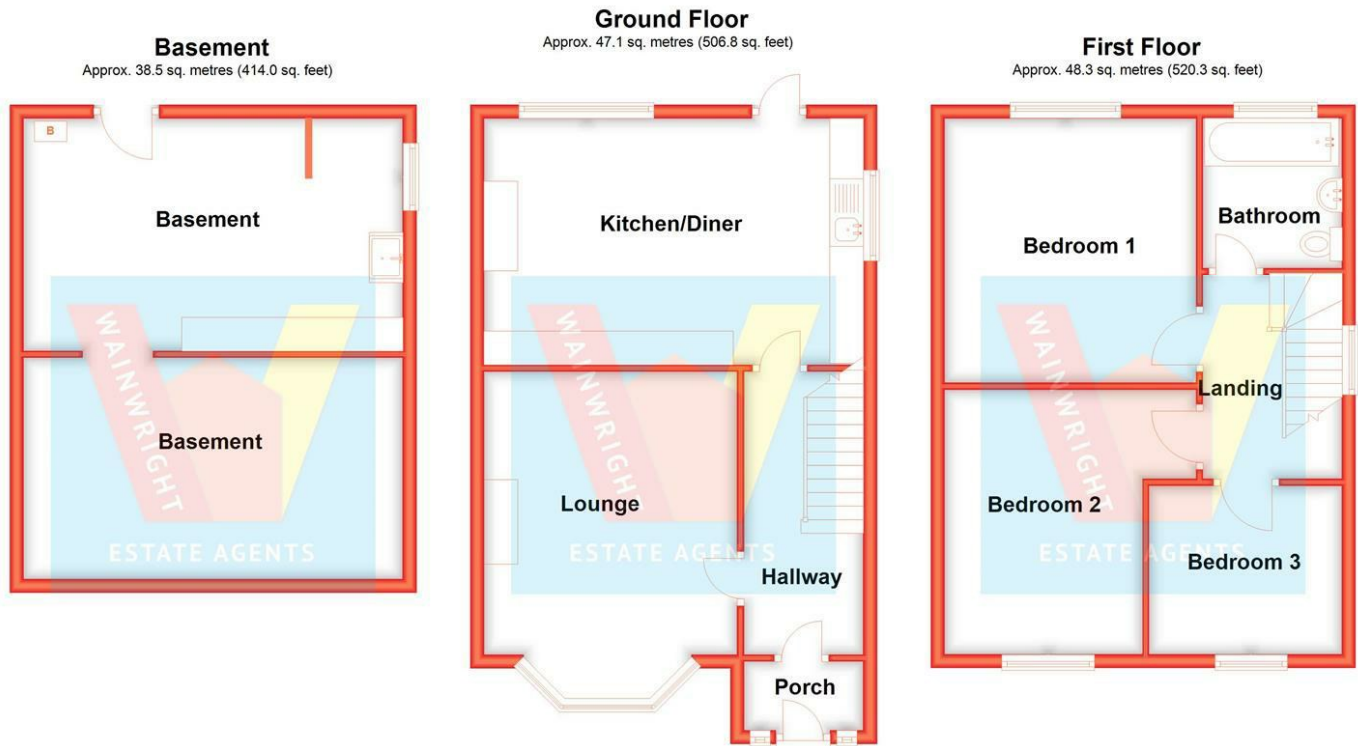 Basement
Approx. 38.5 sq. metres (414.0 sq. feet)
B
Basement
Basement
WAINWRIGHT
ESTATE AGENTS
Ground Floor
Approx. 47.1 sq. metres (506.8 sq. feet)
Kitchen/Diner
Lounge
Hallway
Porch
WAINWRIGHT
ESTATE AGENTS
First Floor
Approx. 48.3 sq. metres (520.3 sq. feet)
Bedroom 1
Bathroom
Landing
Bedroom 2
Bedroom 3
WAINWRIGHT
ESTATE AGENTS